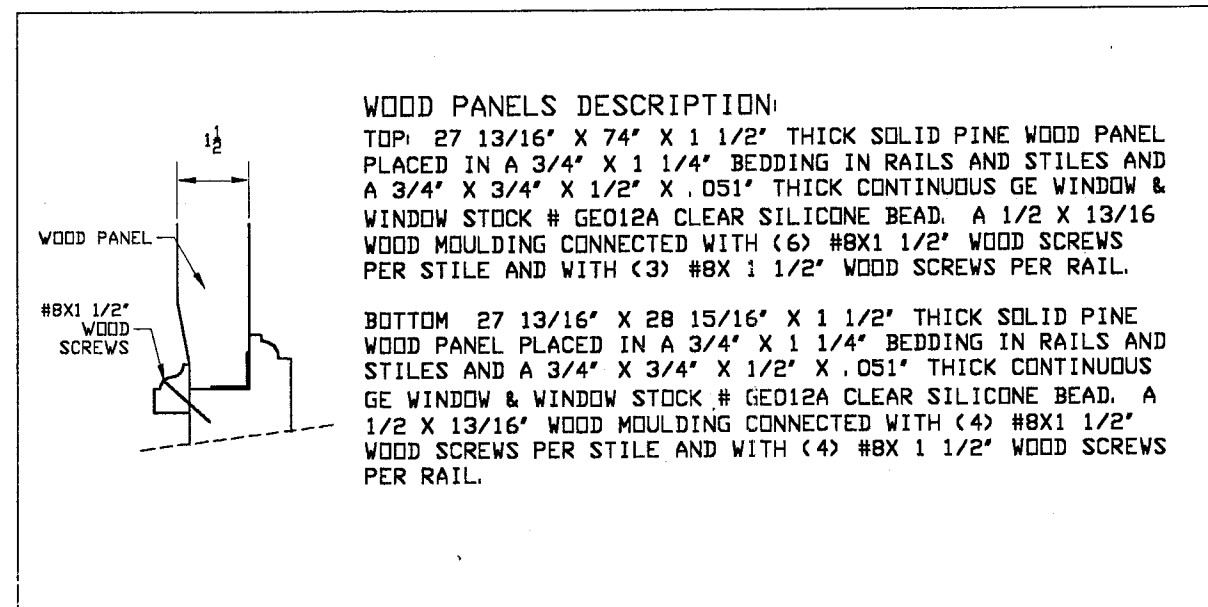 WOOD PANELS DESCRIPTION:
TOP: 27 13/16" X 74" X 1 1/2" THICK SOLID PINE WOOD PANEL
PLACED IN A 3/4" X 1 1/4" BEDDING IN RAILS AND STILES AND
A 3/4" X 3/4" X 1/2" X .051" THICK CONTINUOUS GE WINDOW &
WINDOW STOCK # GE012A CLEAR SILICONE BEAD. A 1/2 X 13/16
WOOD MOULDING CONNECTED WITH (6) #8X1 1/2" WOOD SCREWS
PER STILE AND WITH (3) #8X 1 1/2" WOOD SCREWS PER RAIL.
BOTTOM 27 13/16" X 28 15/16" X 1 1/2" THICK SOLID PINE
WOOD PANEL PLACED IN A 3/4" X 1 1/4" BEDDING IN RAILS AND
STILES AND A 3/4" X 3/4" X 1/2" X .051" THICK CONTINUOUS
GE WINDOW & WINDOW STOCK # GE012A CLEAR SILICONE BEAD. A
1/2 X 13/16" WOOD MOULDING CONNECTED WITH (4) #8X1 1/2"
WOOD SCREWS PER STILE AND WITH (4) #8X 1 1/2" WOOD SCREWS
PER RAIL.
1 1/2
WOOD PANEL
#8X1 1/2"
WOOD
SCREWS